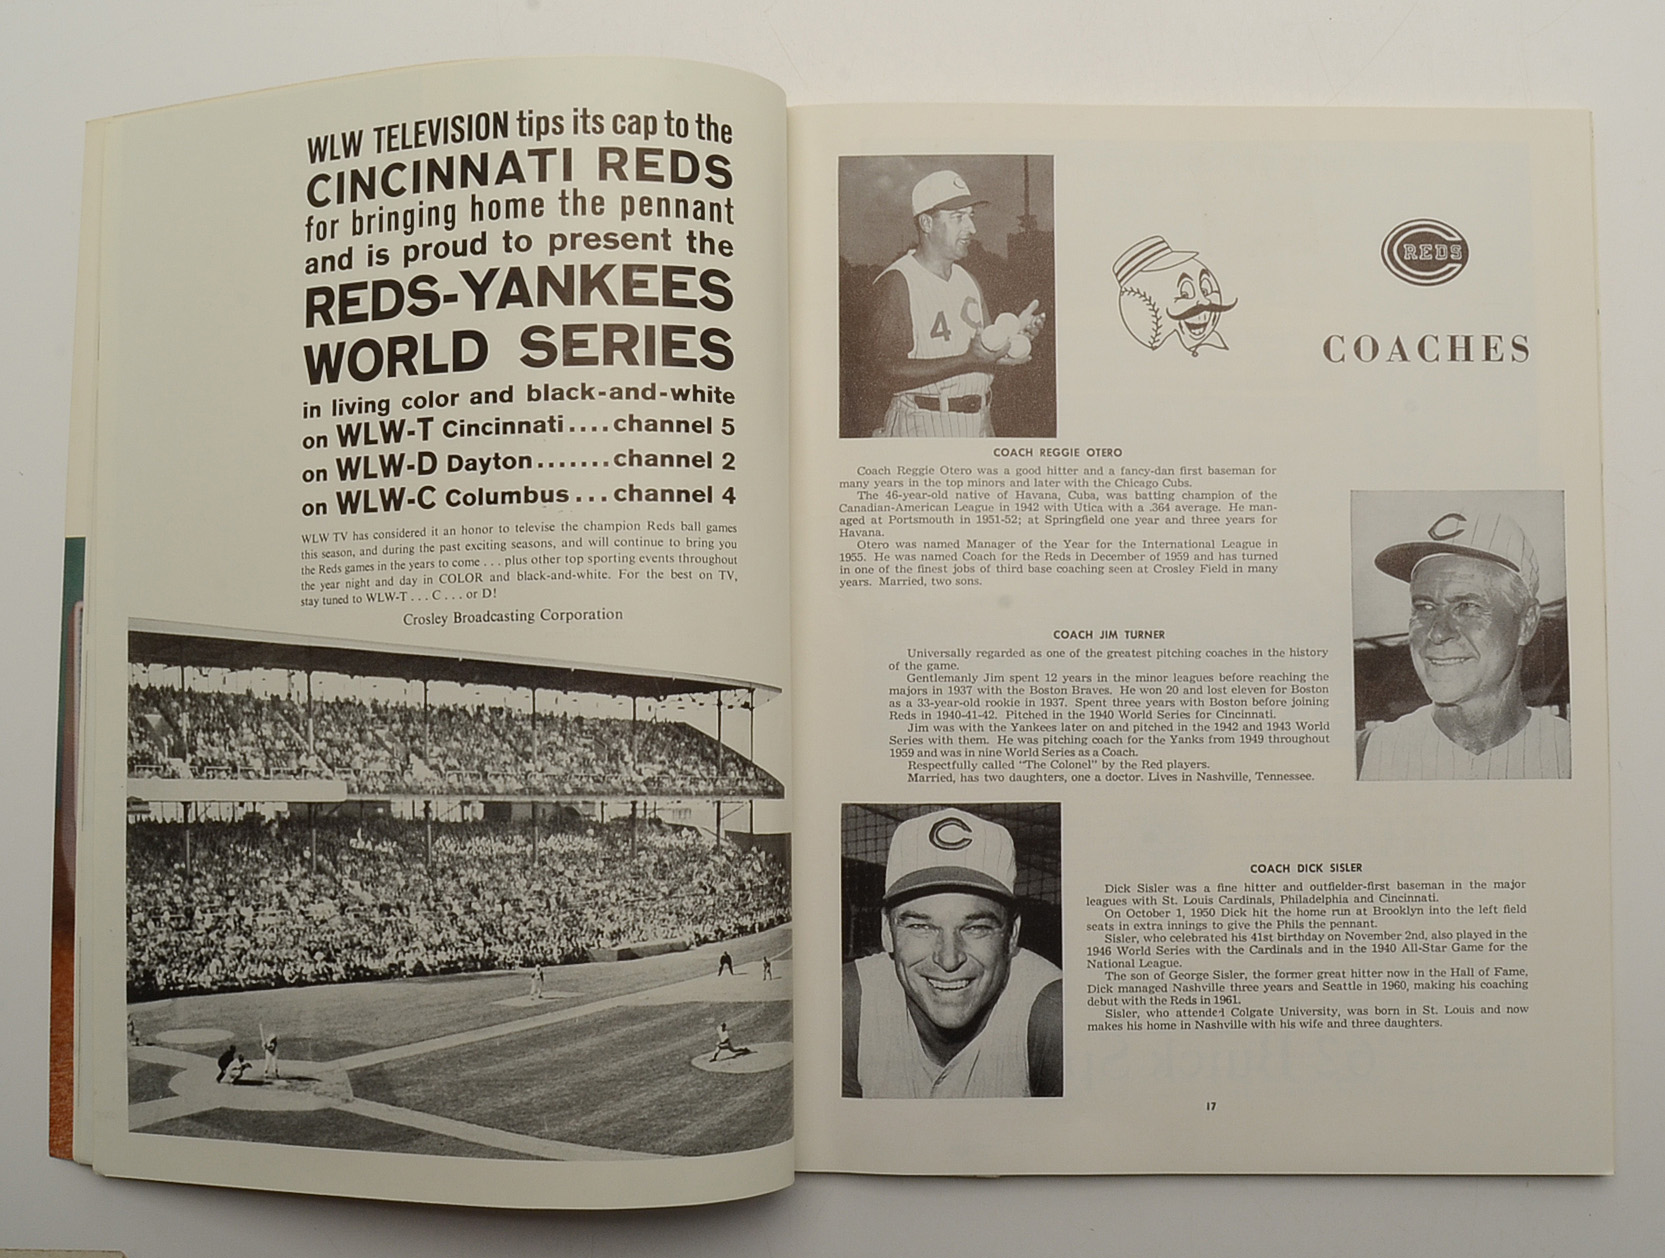 WLW TELEVISION tips its cap to the
CINCINNATI REDS
for bringing home the pennant
and is proud to present the
REDS-YANKEES
WORLD SERIES
in living color and black-and-white
on WLW-T Cincinnati....channel 5
on WLW-D Dayton.......channel 2
on WLW-C Columbus...channel 4
WLW TV has considered it an honor to televise the champion Reds ball games
this season, and during the past exciting seasons, and will continue to bring you
the Reds games in the years to come . . . plus other top sporting events throughout
the year night and day in COLOR and black-and-white. For the best on TV,
stay tuned to WLW-T . . . C . . . or D!
Crosley Broadcasting Corporation
4 C
REDS
COACHES
COACH REGGIE OTERO
Coach Reggie Otero was a good hitter and a fancy-dan first baseman for
many years in the top minors and later with the Chicago Cubs.
The 46-year-old native of Havana, Cuba, was batting champion of the
Canadian-American League in 1942 with Utica with a .364 average. He man-
aged at Portsmouth in 1951-52; at Springfield one year and three years for
Havana.
Otero was named Manager of the Year for the International League in
1955. He was named Coach for the Reds in December of 1959 and has turned
in one of the finest jobs of third base coaching seen at Crosley Field in many
years. Married, two sons.
C
COACH JIM TURNER
Universally regarded as one of the greatest pitching coaches in the history
of the game.
Gentlemanly Jim spent 12 years in the minor leagues before reaching the
majors in 1937 with the Boston Braves. He won 20 and lost eleven for Boston
as a 33-year-old rookie in 1937. Spent three years with Boston before joining
Reds in 1940-41-42. Pitched in the 1940 World Series for Cincinnati.
Jim was with the Yankees later on and pitched in the 1942 and 1943 World
Series with them. He was pitching coach for the Yanks from 1949 throughout
1959 and was in nine World Series as a Coach.
Respectfully called "The Colonel" by the Red players.
Married, has two daughters, one a doctor. Lives in Nashville, Tennessee.
C
COACH DICK SISLER
Dick Sisler was a fine hitter and outfielder-first baseman in the major
leagues with St. Louis Cardinals, Philadelphia and Cincinnati.
On October 1, 1950 Dick hit the home run at Brooklyn into the left field
seats in extra innings to give the Phils the pennant.
Sisler, who celebrated his 41st birthday on November 2nd, also played in the
1946 World Series with the Cardinals and in the 1940 All-Star Game for the
National League.
The son of George Sisler, the former great hitter now in the Hall of Fame,
Dick managed Nashville three years and Seattle in 1960, making his coaching
debut with the Reds in 1961.
Sisler, who attended Colgate University, was born in St. Louis and now
makes his home in Nashville with his wife and three daughters.
17